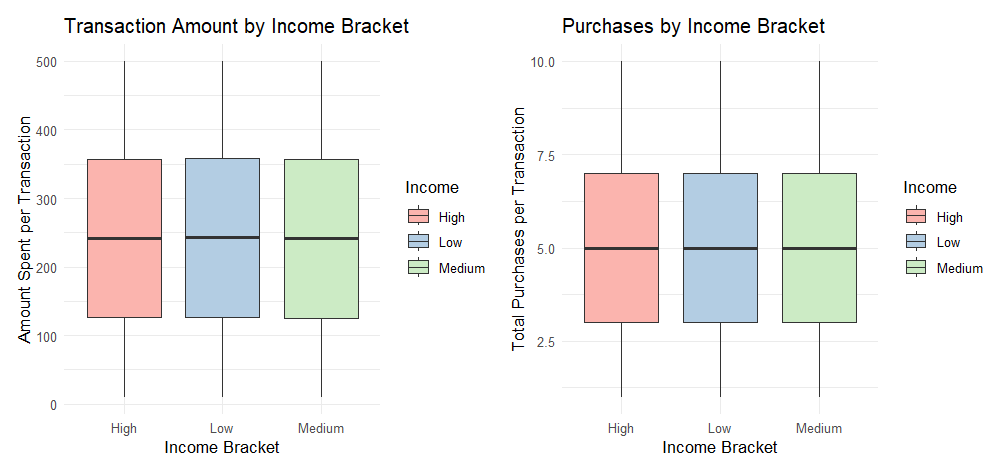 Transaction Amount by Income Bracket
Amount Spent per Transaction
500
400
300
200
100
0
High Low Medium
Income Bracket
Income
High
Low
Medium
Purchases by Income Bracket
Total Purchases per Transaction
10.0
7.5
5.0
2.5
High Low Medium
Income Bracket
Income
High
Low
Medium